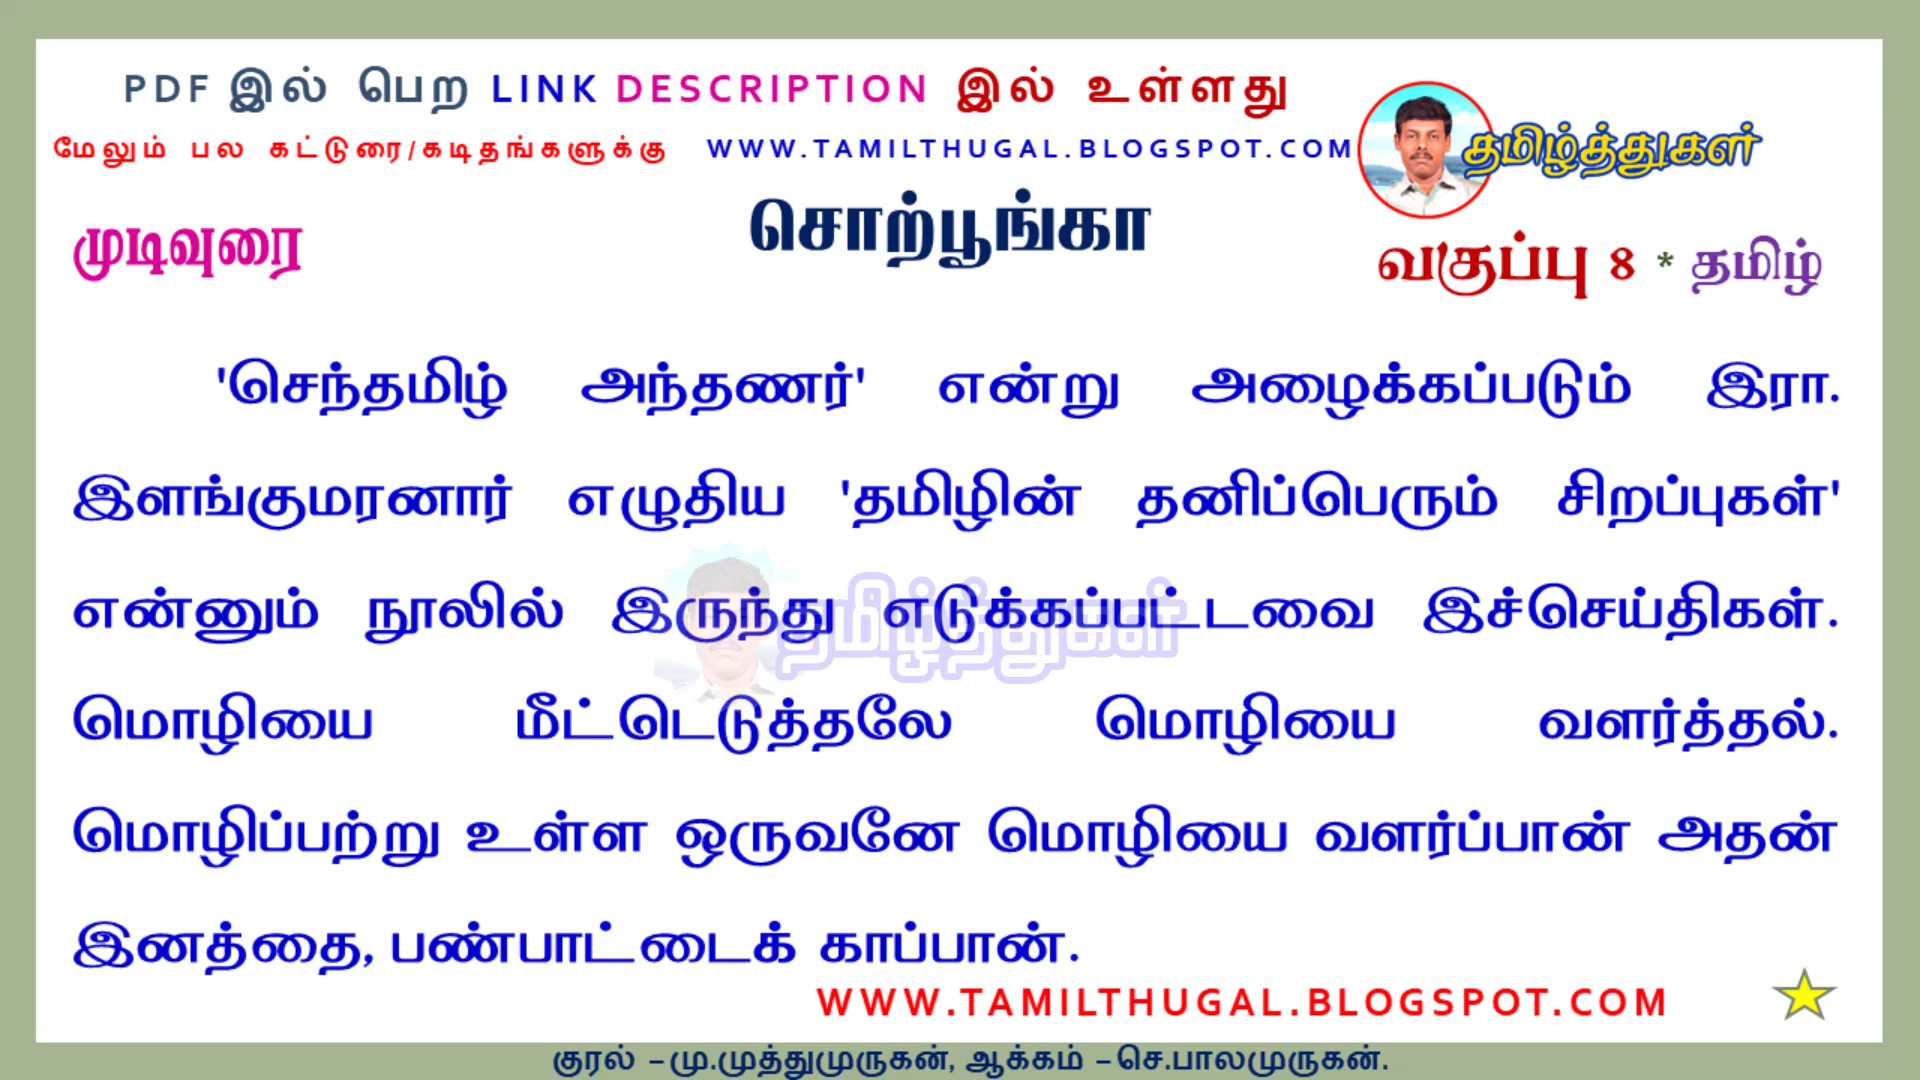 PDF இல் பெற LINK DESCRIPTION இல் உள்ளது
மேலும் பல கட்டுரை/கடிதங்களுக்கு WWW.TAMILTHUGAL.BLOGSPOT.COM
தமிழ்த்துகள்
முடிவுரை
சொற்பூங்கா
வகுப்பு 8 * தமிழ்
'செந்தமிழ் அந்தணர்' என்று அழைக்கப்படும் இரா.
இளங்குமரனார் எழுதிய 'தமிழின் தனிப்பெரும் சிறப்புகள்'
என்னும் நூலில் இருந்து எடுக்கப்பட்டவை இச்செய்திகள்.
தமிழ்த்துகள்
மொழியை மீட்டெடுத்தலே மொழியை வளர்த்தல்.
மொழிப்பற்று உள்ள ஒருவனே மொழியை வளர்ப்பான் அதன்
இனத்தை, பண்பாட்டைக் காப்பான்.
WWW.TAMILTHUGAL.BLOGSPOT.COM
குரல் – மு.முத்துமுருகன், ஆக்கம் – செ.பாலமுருகன்.